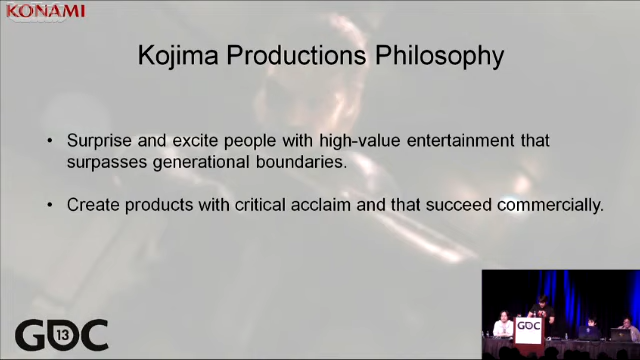 KONAMI
Kojima Productions Philosophy
• Surprise and excite people with high-value entertainment that
surpasses generational boundaries.
• Create products with critical acclaim and that succeed commercially.
GDC
13
GDC